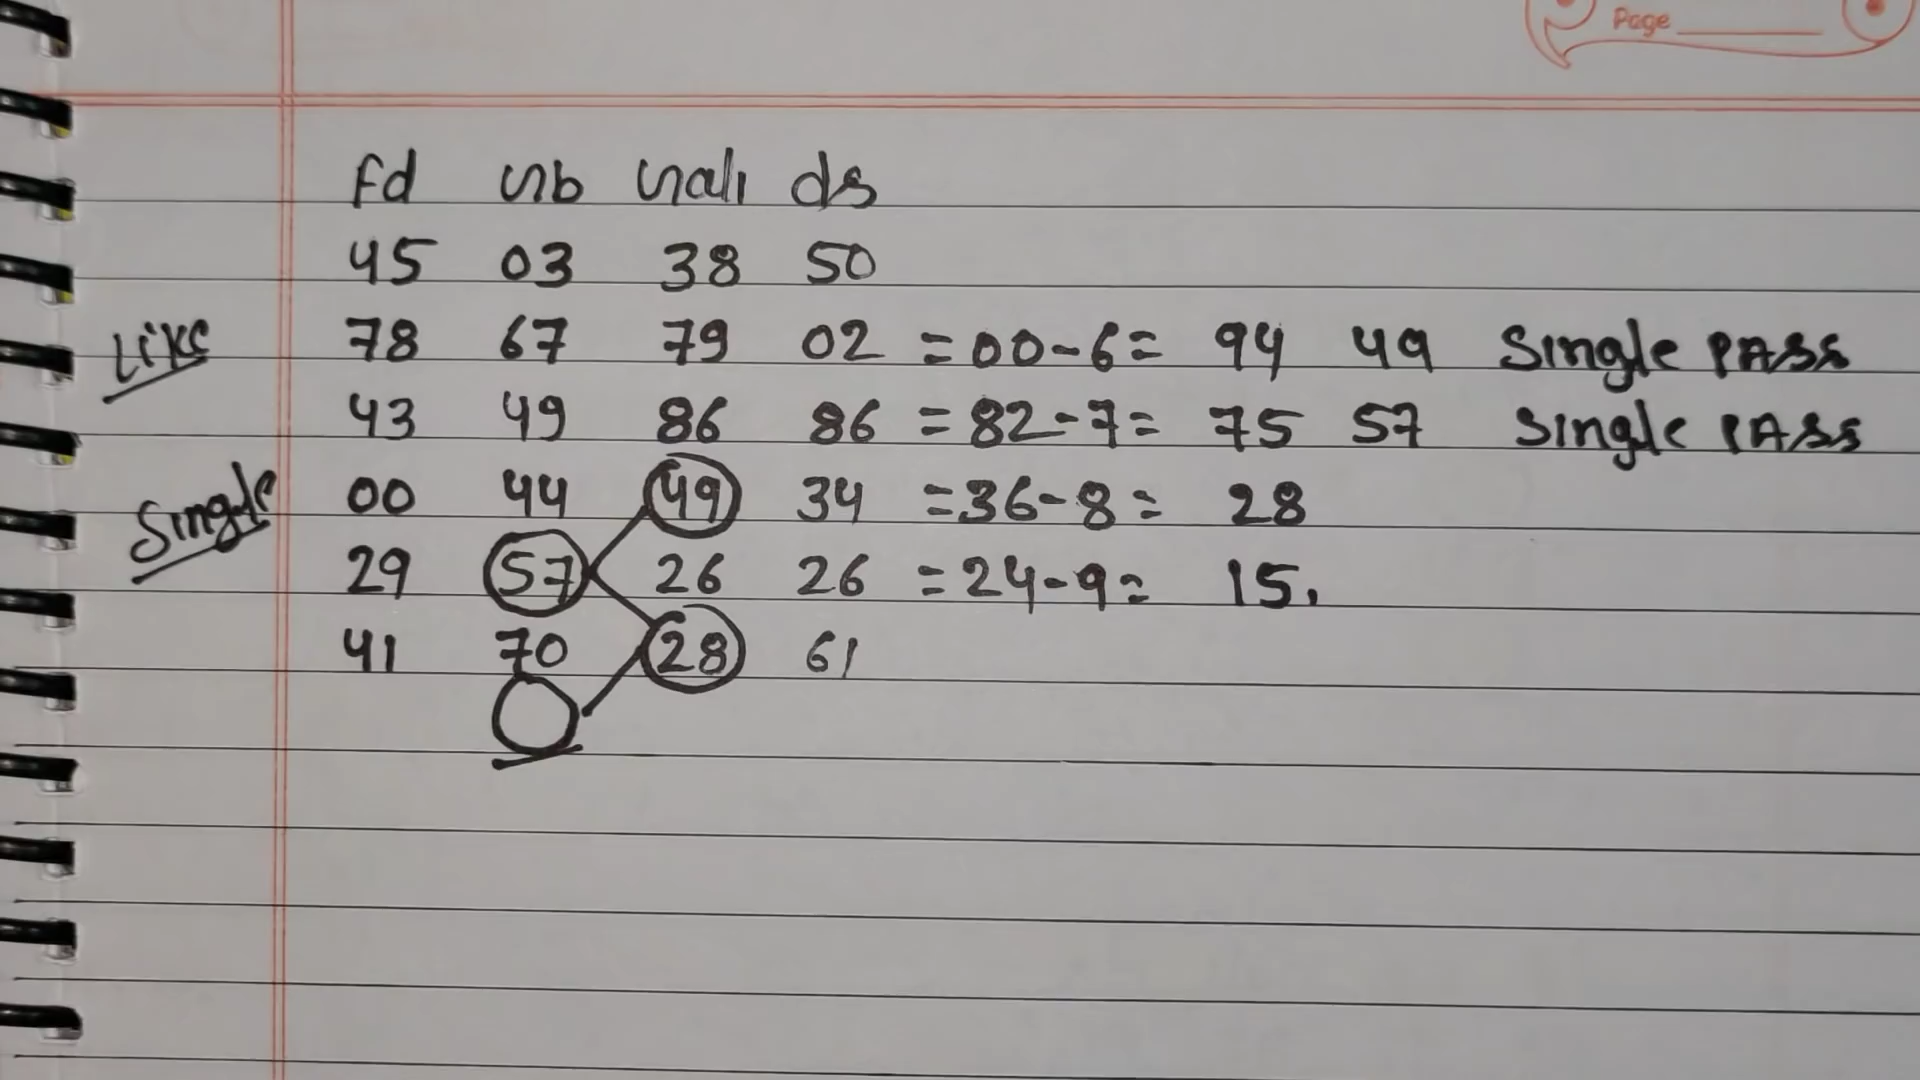 Page
Fd gb gali ds
45 03 38 50
Like 78 67 79 02 = 00-6= 94 49 Single PASS
43 49 86 86 = 82-7= 75 57 Single PASS
Single 00 44 49 34 = 36-8= 28
29 57 26 26 = 24-9= 15.
41 70 28 61